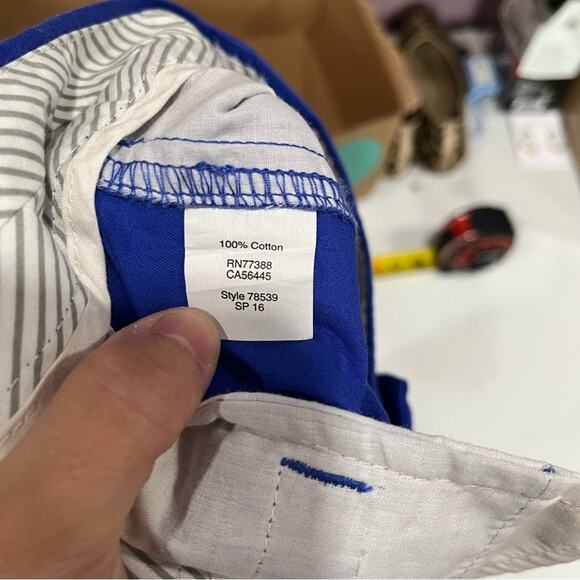 100% Cotton
RN77388
CA56445
Style 78539
SP 16